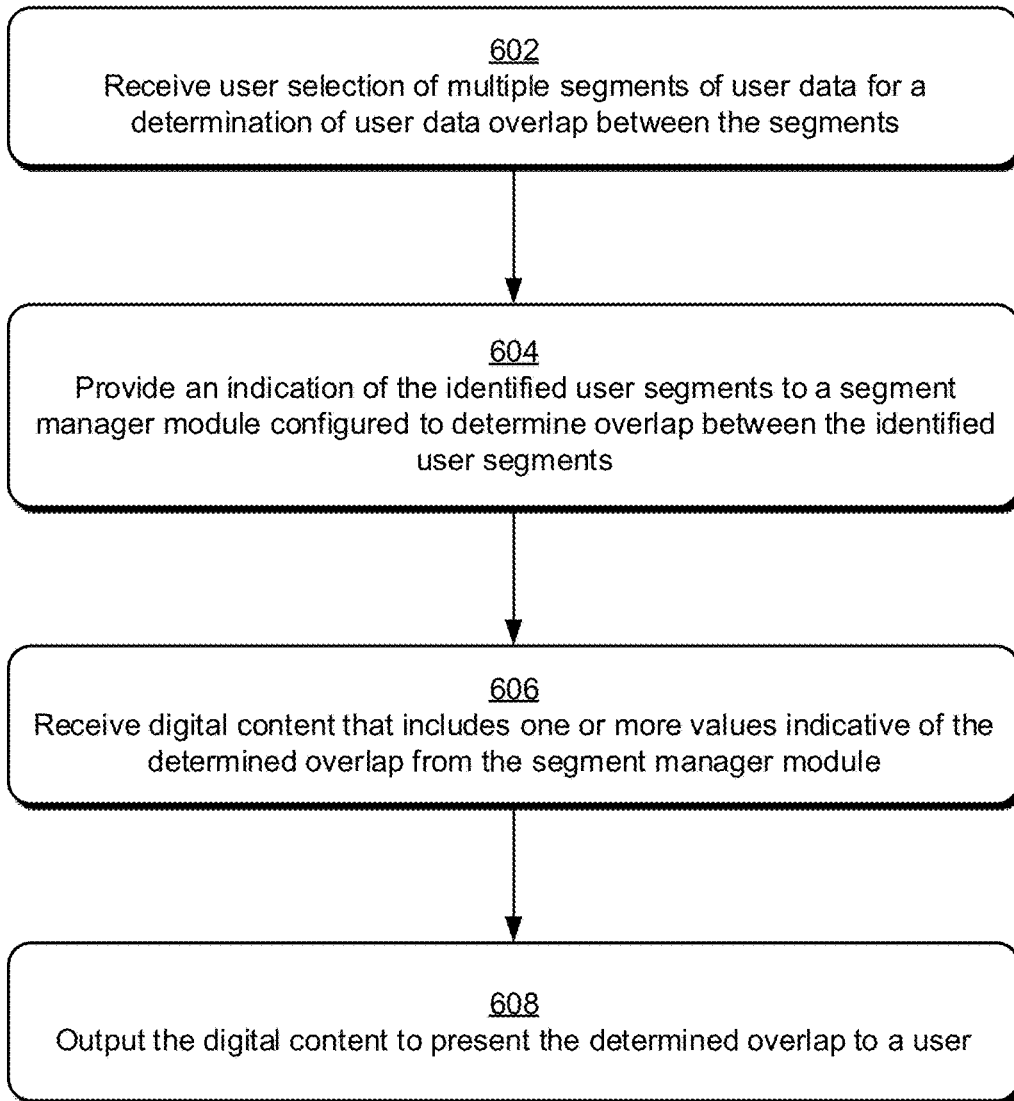 602
Receive user selection of multiple segments of user data for a
determination of user data overlap between the segments
604
Provide an indication of the identified user segments to a segment
manager module configured to determine overlap between the identified
user segments
606
Receive digital content that includes one or more values indicative of the
determined overlap from the segment manager module
608
Output the digital content to present the determined overlap to a user